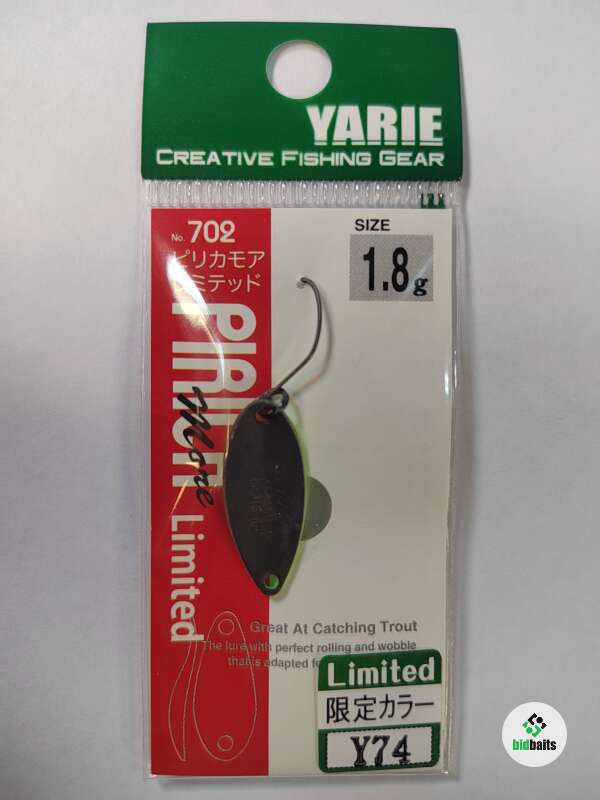 YARIE
CREATIVE FISHING GEAR
No. 702
SIZE
1.8g
ピリカモア
リミテッド
PIRICA
More
Limited
Great At Catching Trout
The lure with perfect rolling and wobble
that's adapted
Limited
限定カラー
Y74
bidbaits